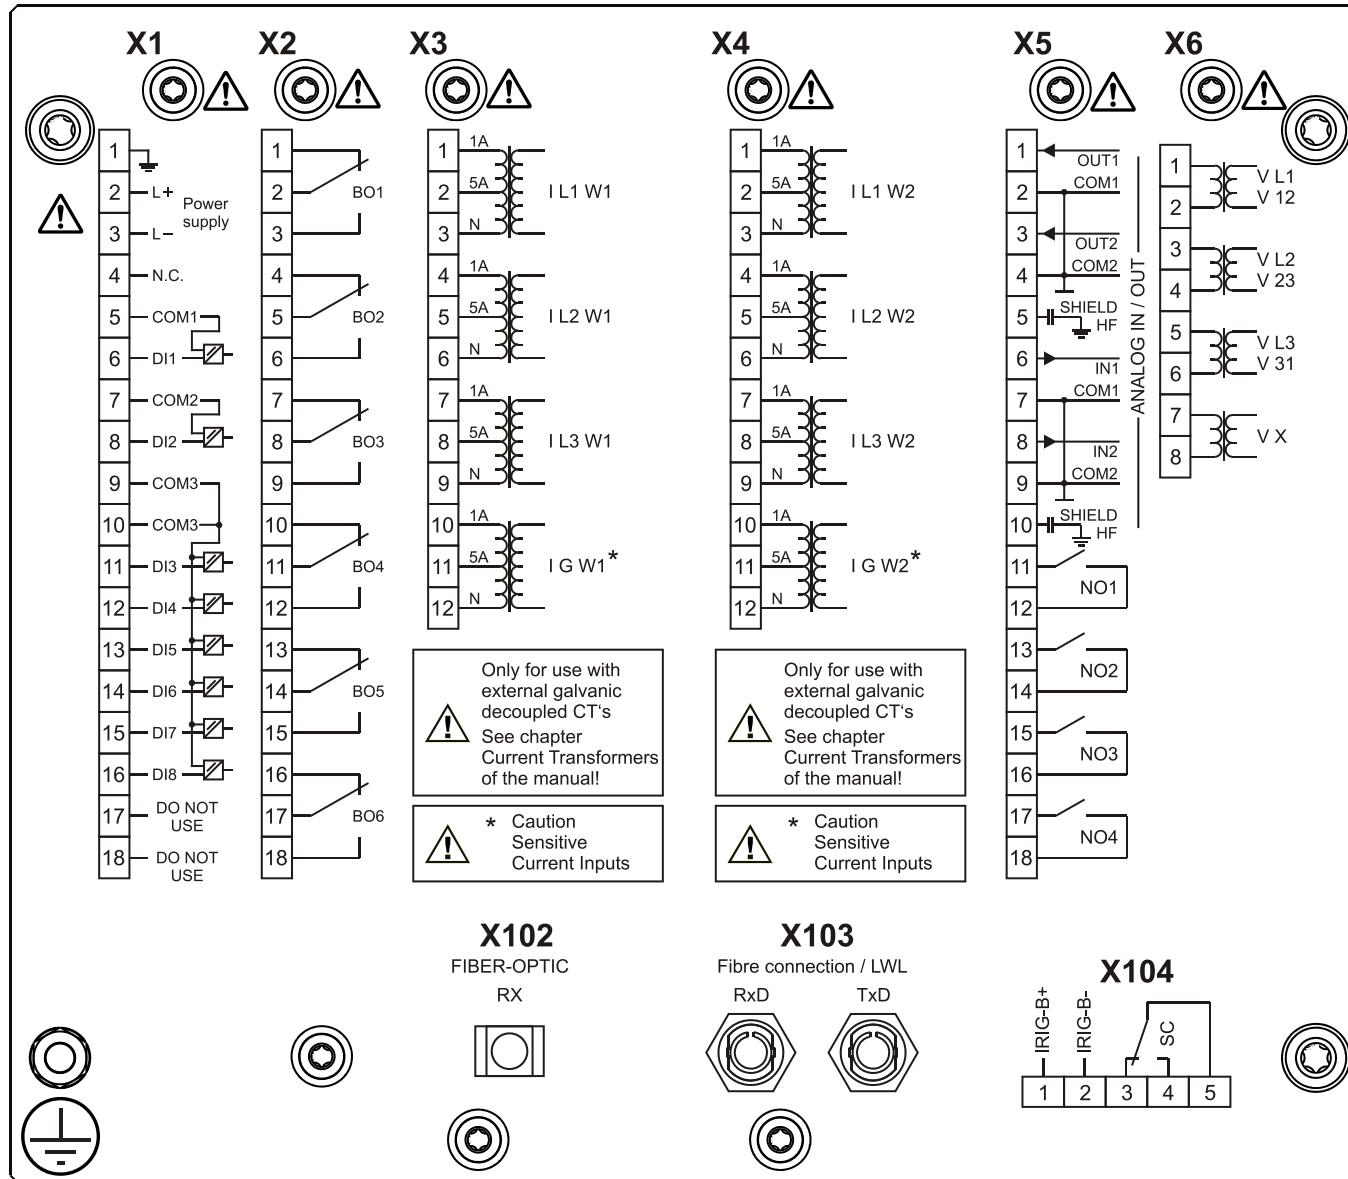 X1
1
2 L+
Power
supply
3 L–
4 N.C.
5 COM1
6 DI1
7 COM2
8 DI2
9 COM3
10 COM3
11 DI3
12 DI4
13 DI5
14 DI6
15 DI7
16 DI8
17 DO NOT
USE
18 DO NOT
USE
X2
1
2 BO1
3
4
5 BO2
6
7
8 BO3
9
10
11 BO4
12
13
14 BO5
15
16
17 BO6
18
X3
1 1A
2 5A I L1 W1
3 N
4 1A
5 5A I L2 W1
6 N
7 1A
8 5A I L3 W1
9 N
10 1A
11 5A I G W1*
12 N
Only for use with
external galvanic
decoupled CT‘s
See chapter
Current Transformers
of the manual!
* Caution
Sensitive
Current Inputs
X4
1 1A
2 5A I L1 W2
3 N
4 1A
5 5A I L2 W2
6 N
7 1A
8 5A I L3 W2
9 N
10 1A
11 5A I G W2*
12 N
Only for use with
external galvanic
decoupled CT‘s
See chapter
Current Transformers
of the manual!
* Caution
Sensitive
Current Inputs
X5
1 OUT1
2 COM1
3 OUT2
4 COM2
5 SHIELD
HF
6 IN1
7 COM1
8 IN2
9 COM2
10 SHIELD
HF
ANALOG IN / OUT
11
NO1
12
13
NO2
14
15
NO3
16
17
NO4
18
X6
1 V L1
2 V 12
3 V L2
4 V 23
5 V L3
6 V 31
7
V X
8
X102
FIBER-OPTIC
RX
X103
Fibre connection / LWL
RxD TxD
X104
IRIG-B+
IRIG-B-
SC
1 2 3 4 5